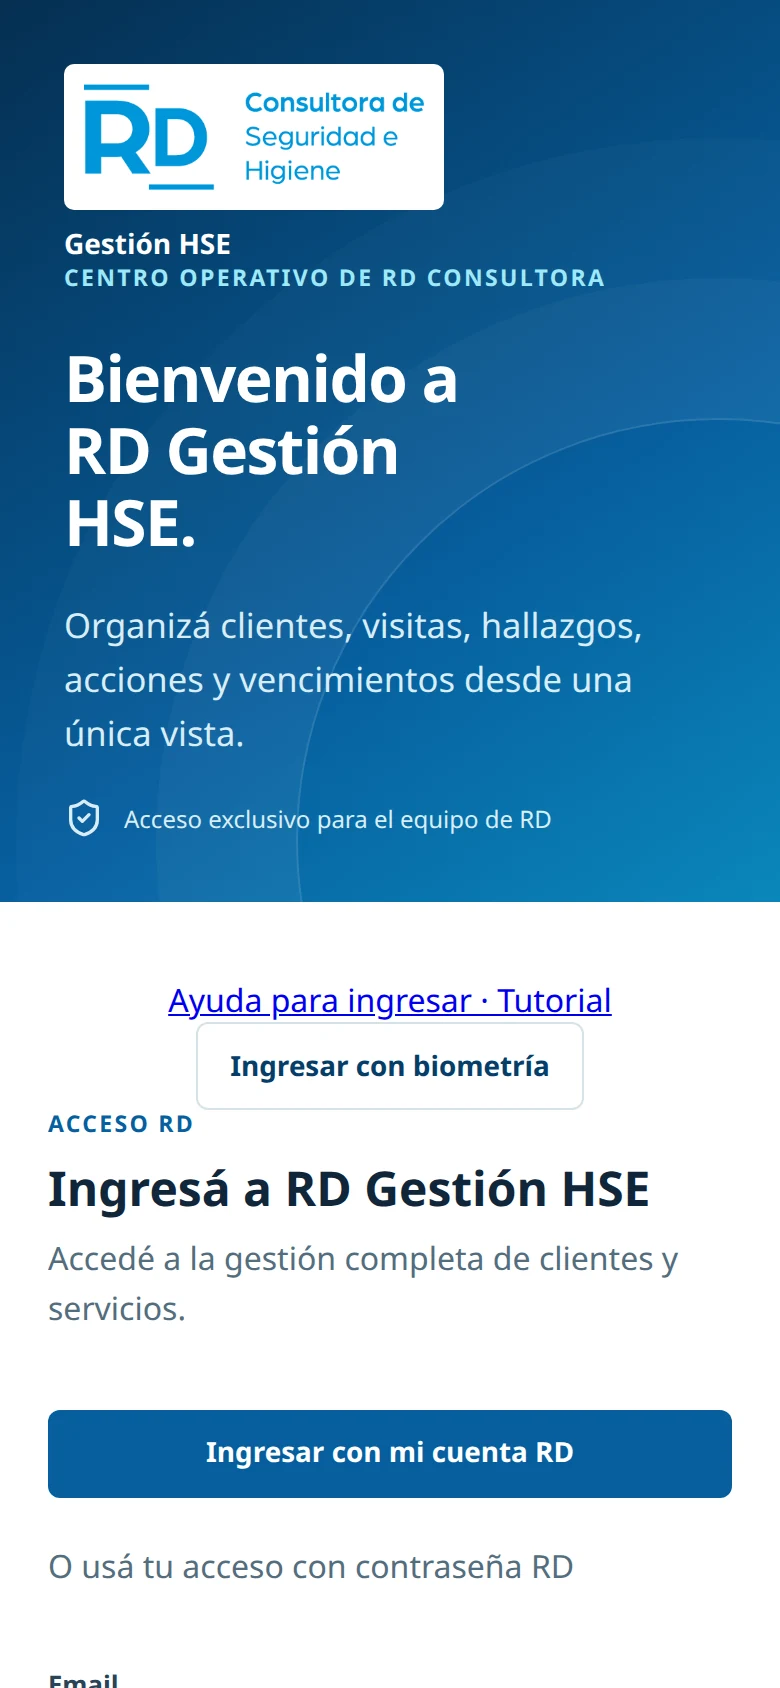 RD
Consultora de
Seguridad e
Higiene
Gestión HSE
CENTRO OPERATIVO DE RD CONSULTORA
Bienvenido a
RD Gestión
HSE.
Organizá clientes, visitas, hallazgos,
acciones y vencimientos desde una
única vista.
Acceso exclusivo para el equipo de RD
Ayuda para ingresar · Tutorial
Ingresar con biometría
ACCESO RD
Ingresá a RD Gestión HSE
Accedé a la gestión completa de clientes y
servicios.
Ingresar con mi cuenta RD
O usá tu acceso con contraseña RD
Email